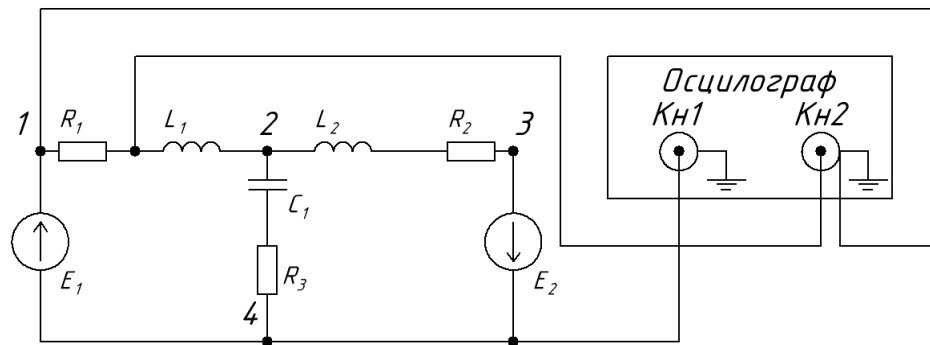 Осцилограф
Кн1 Кн2
1 R1 L1 2 L2 R2 3
C1
E1 R3 E2
4